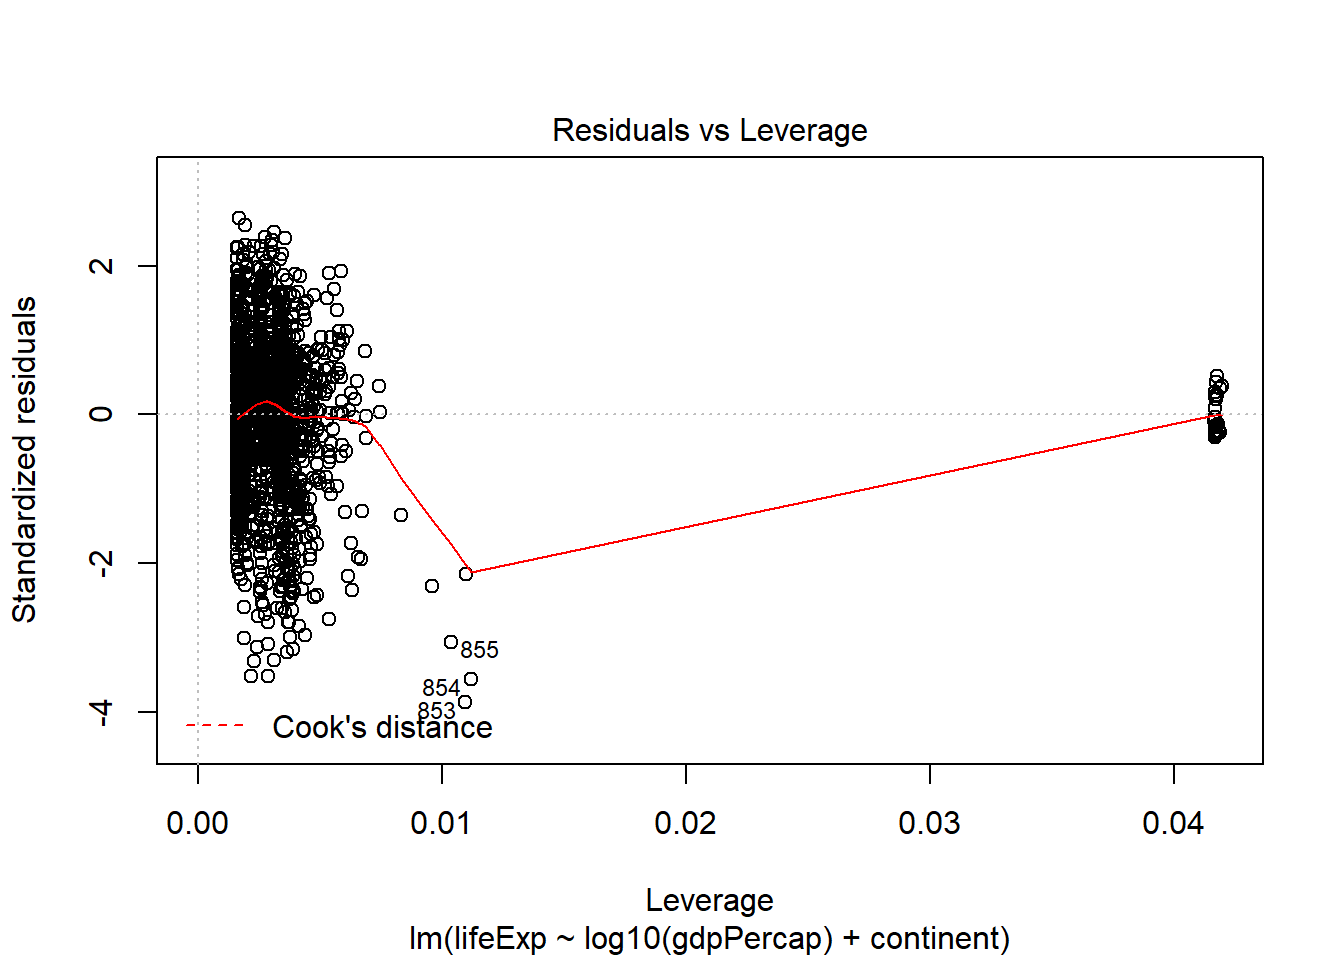 Residuals vs Leverage
Standardized residuals
2
0
-2
-4
855
854
853
Cook's distance
0.00 0.01 0.02 0.03 0.04
Leverage
lm(lifeExp ~ log10(gdpPercap) + continent)